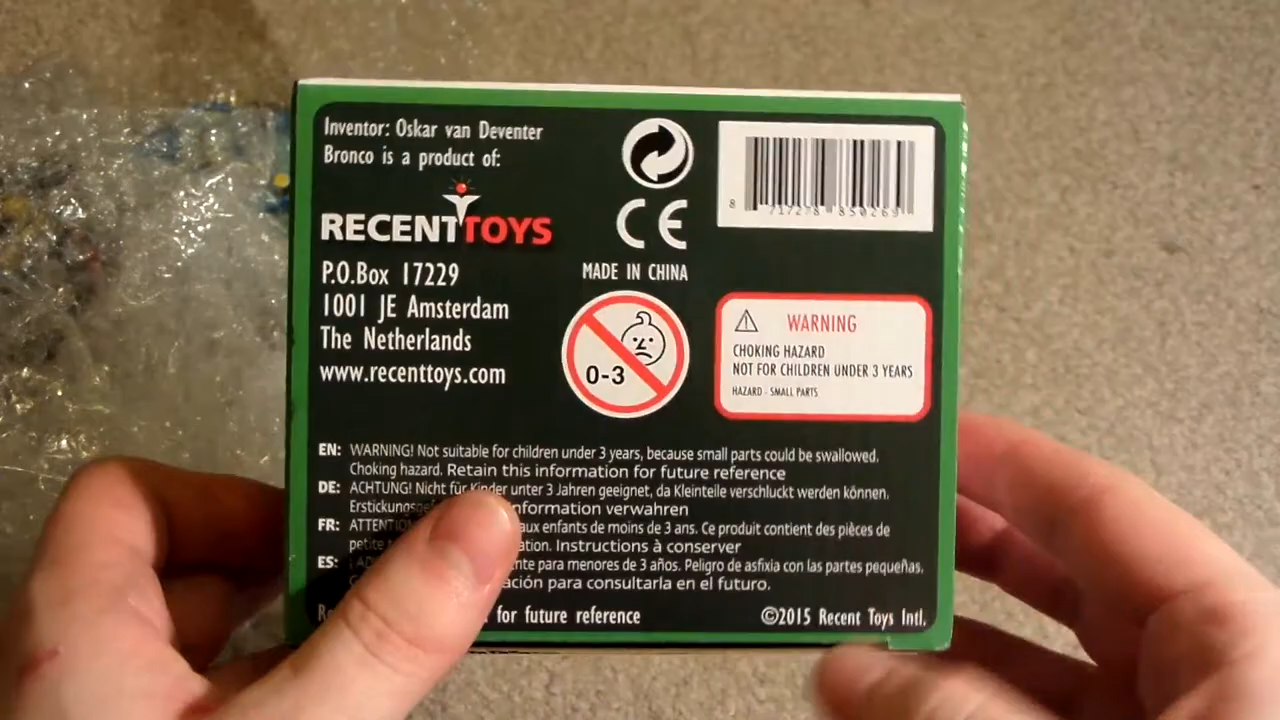 Inventor: Oskar van Deventer
Bronco is a product of:
RECENTTOYS
P.O.Box 17229
1001 JE Amsterdam
The Netherlands
www.recenttoys.com
CE
MADE IN CHINA
0-3
8 717278 850269
WARNING
CHOKING HAZARD
NOT FOR CHILDREN UNDER 3 YEARS
HAZARD - SMALL PARTS
EN: WARNING! Not suitable for children under 3 years, because small parts could be swallowed.
Choking hazard. Retain this information for future reference
DE: ACHTUNG! Nicht für Kinder unter 3 Jahren geeignet, da Kleinteile verschluckt werden können.
verwahren
FR: aux enfants de moins de 3 ans. Ce produit contient des pièces de
petite Instructions à conserver
ES: para menores de 3 años. Peligro de asfixia con las partes pequeñas.
para consultarla en el futuro.
for future reference
©2015 Recent Toys Intl.